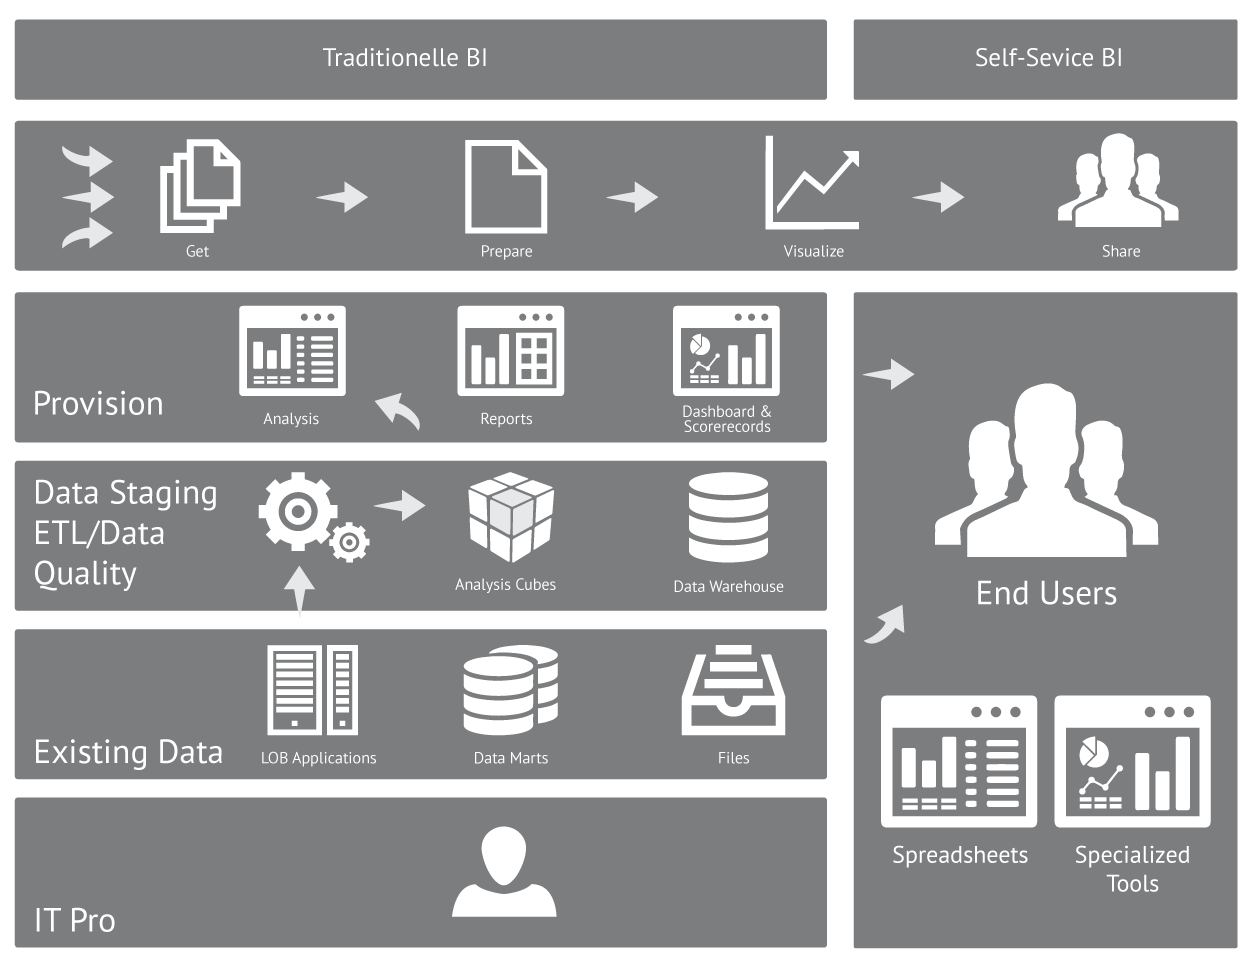 Traditionelle BI
Self-Sevice BI
Get
Prepare
Visualize
Share
Provision
Analysis
Reports
Dashboard &
Scorerecords
Data Staging
ETL/Data
Quality
Analysis Cubes
Data Warehouse
Existing Data
LOB Applications
Data Marts
Files
IT Pro
End Users
Spreadsheets
Specialized
Tools